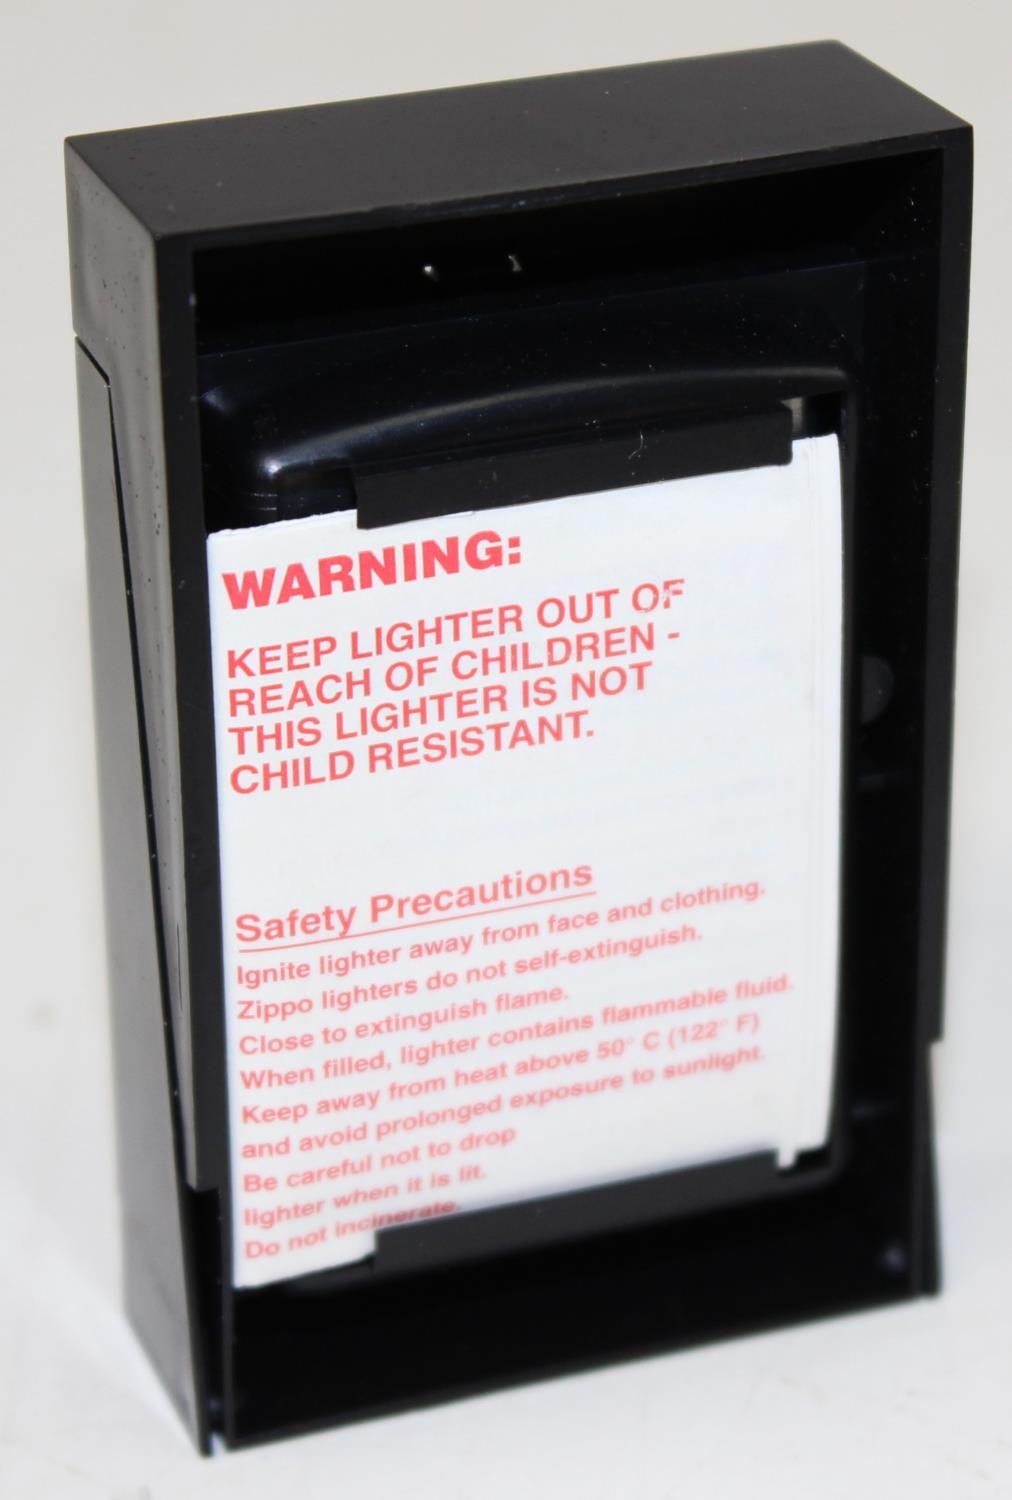 WARNING:
KEEP LIGHTER OUT OF
REACH OF CHILDREN -
THIS LIGHTER IS NOT
CHILD RESISTANT.
Safety Precautions
Ignite lighter away from face and clothing.
Zippo lighters do not self-extinguish.
Close to extinguish flame.
When filled, lighter contains flammable fluid.
Keep away from heat above 50° C (122° F)
and avoid prolonged exposure to sunlight.
Be careful not to drop
lighter when it is lit.
Do not incinerate.